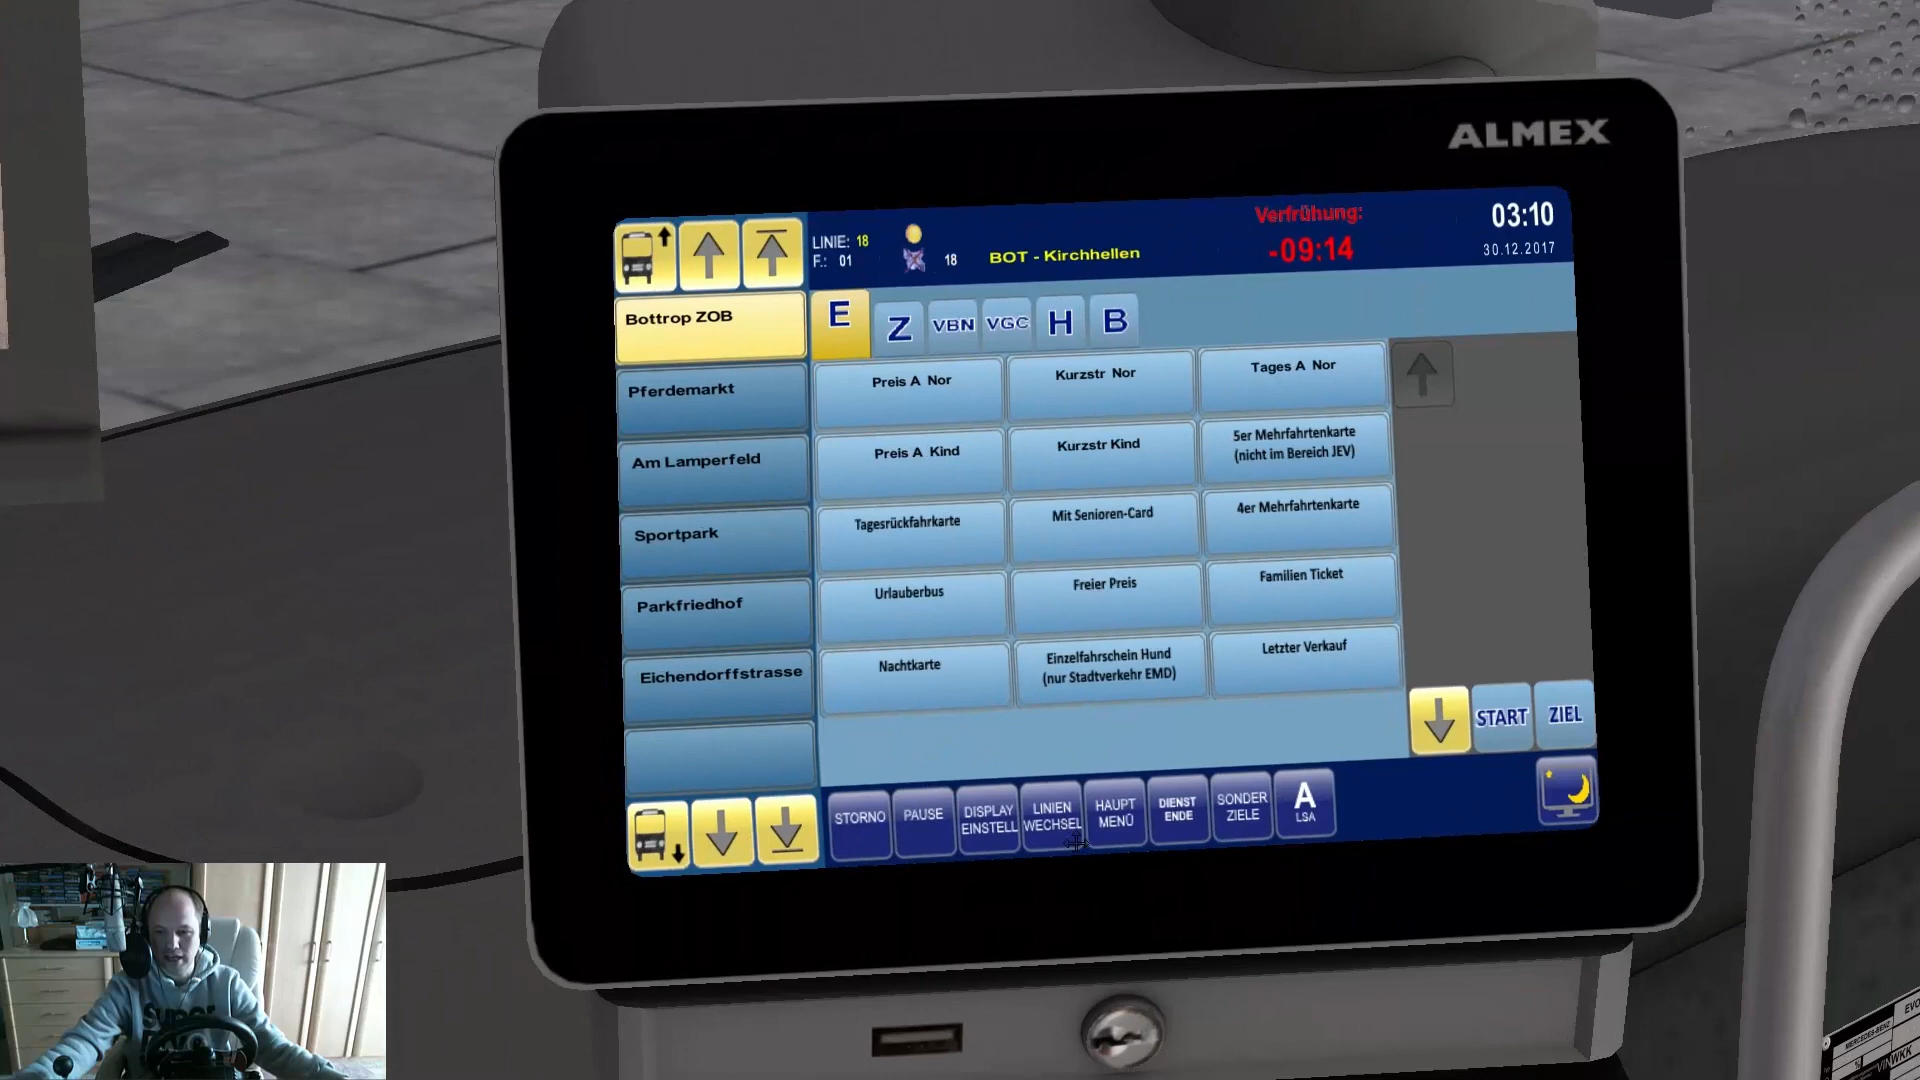 ALMEX
LINIE: 18
F.: 01
18
BOT - Kirchhellen
Verfrühung:
-09:14
03:10
30.12.2017
Bottrop ZOB
Pferdemarkt
Am Lamperfeld
Sportpark
Parkfriedhof
Eichendorffstrasse
E
Z
VBN
VGC
H
B
Preis A Nor
Kurzstr Nor
Tages A Nor
Preis A Kind
Kurzstr Kind
5er Mehrfahrtenkarte
(nicht im Bereich JEV)
Tagesrückfahrkarte
Mit Senioren-Card
4er Mehrfahrtenkarte
Urlauberbus
Freier Preis
Familien Ticket
Nachtkarte
Einzelfahrschein Hund
(nur Stadtverkehr EMD)
Letzter Verkauf
START
ZIEL
STORNO
PAUSE
DISPLAY
EINSTELL
LINIEN
WECHSEL
HAUPT
MENÜ
DIENST
ENDE
SONDER
ZIELE
A
LSA
MERCEDES-BENZ